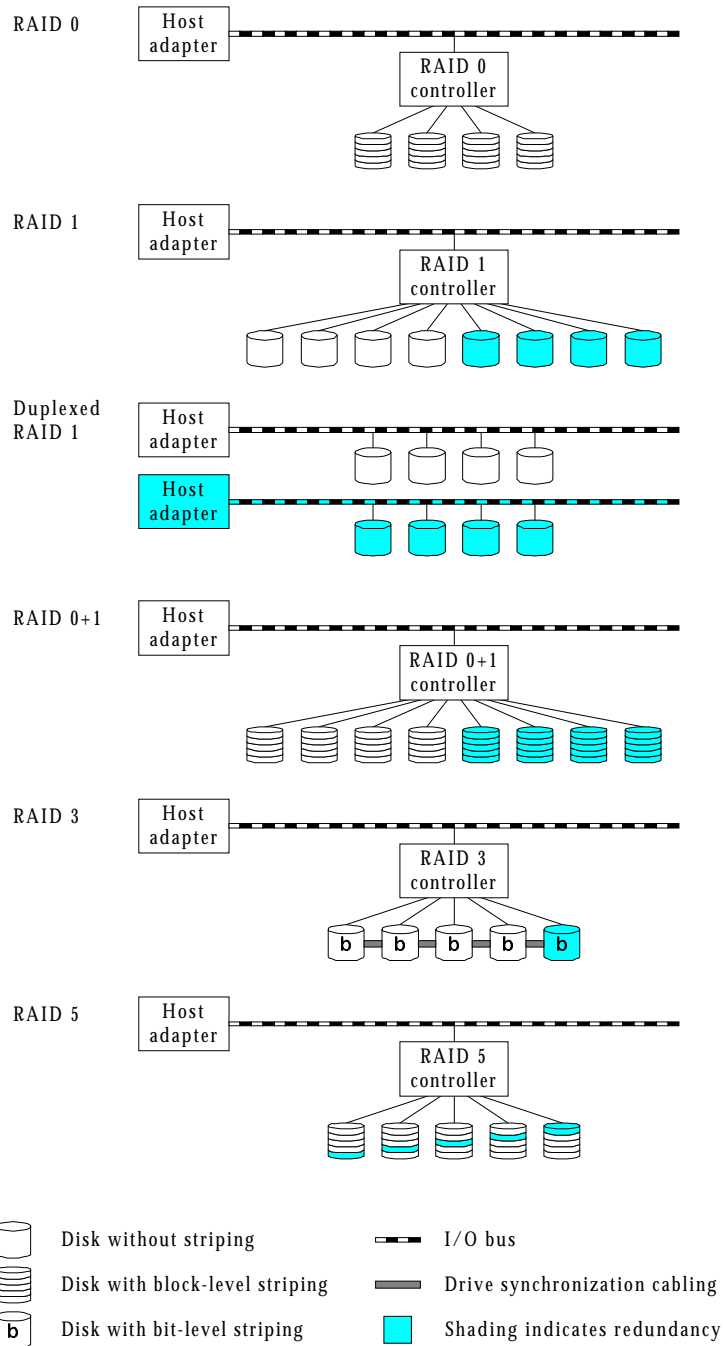 RAID 0
Host
adapter
RAID 0
controller
RAID 1
Host
adapter
RAID 1
controller
Duplexed
RAID 1
Host
adapter
Host
adapter
RAID 0+1
Host
adapter
RAID 0+1
controller
RAID 3
Host
adapter
RAID 3
controller
b b b b b
RAID 5
Host
adapter
RAID 5
controller
Disk without striping
I/O bus
Disk with block-level striping
Drive synchronization cabling
b
Disk with bit-level striping
Shading indicates redundancy